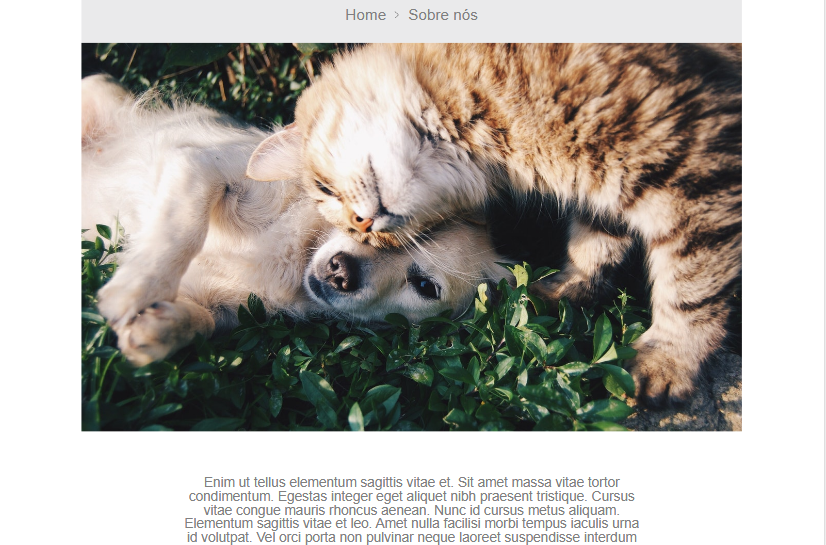 Home > Sobre nós
Enim ut tellus elementum sagittis vitae et. Sit amet massa vitae tortor
condimentum. Egestas integer eget aliquet nibh praesent tristique. Cursus
vitae congue mauris rhoncus aenean. Nunc id cursus metus aliquam.
Elementum sagittis vitae et leo. Amet nulla facilisi morbi tempus iaculis urna
id volutpat. Vel orci porta non pulvinar neque laoreet suspendisse interdum